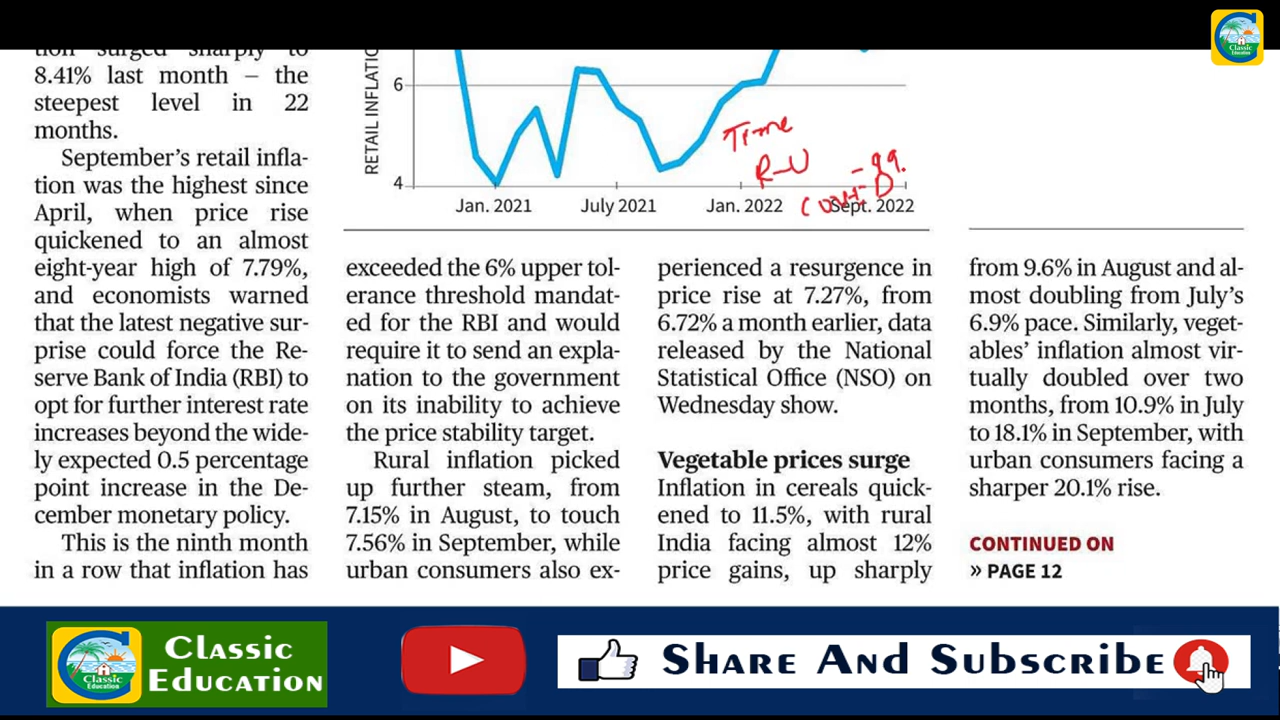 Classic
Education
tion surged sharply to
8.41% last month – the
steepest level in 22
months.
September's retail infla-
tion was the highest since
April, when price rise
quickened to an almost
eight-year high of 7.79%,
and economists warned
that the latest negative sur-
prise could force the Re-
serve Bank of India (RBI) to
opt for further interest rate
increases beyond the wide-
ly expected 0.5 percentage
point increase in the De-
cember monetary policy.
This is the ninth month
in a row that inflation has
RETAIL INFLATIO
6
4
Jan. 2021
July 2021
Jan. 2022
Sept. 2022
Time
R-U
exceeded the 6% upper tol-
erance threshold mandat-
ed for the RBI and would
require it to send an expla-
nation to the government
on its inability to achieve
the price stability target.
Rural inflation picked
up further steam, from
7.15% in August, to touch
7.56% in September, while
urban consumers also ex-
perienced a resurgence in
price rise at 7.27%, from
6.72% a month earlier, data
released by the National
Statistical Office (NSO) on
Wednesday show.
Vegetable prices surge
Inflation in cereals quick-
ened to 11.5%, with rural
India facing almost 12%
price gains, up sharply
from 9.6% in August and al-
most doubling from July's
6.9% pace. Similarly, veget-
ables' inflation almost vir-
tually doubled over two
months, from 10.9% in July
to 18.1% in September, with
urban consumers facing a
sharper 20.1% rise.
CONTINUED ON
» PAGE 12
Classic
Education
Classic
Education
Share And Subscribe